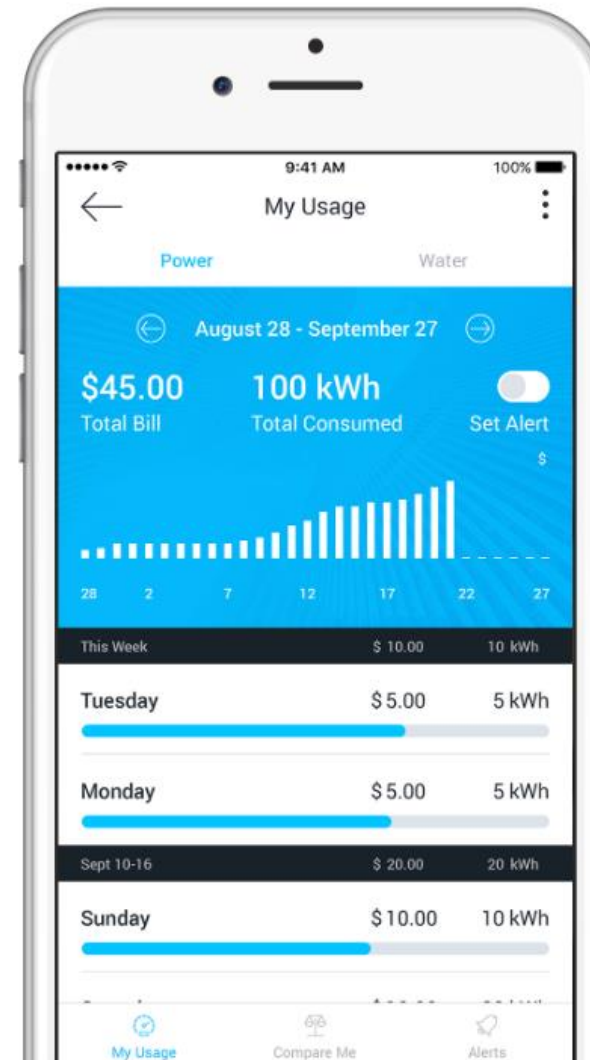 9:41 AM 100%
My Usage
Power Water
August 28 - September 27
$45.00 100 kWh
Total Bill Total Consumed Set Alert
$
28 2 7 12 17 22 27
This Week $ 10.00 10 kWh
Tuesday $ 5.00 5 kWh
Monday $ 5.00 5 kWh
Sept 10-16 $ 20.00 20 kWh
Sunday $ 10.00 10 kWh
My Usage Compare Me Alerts